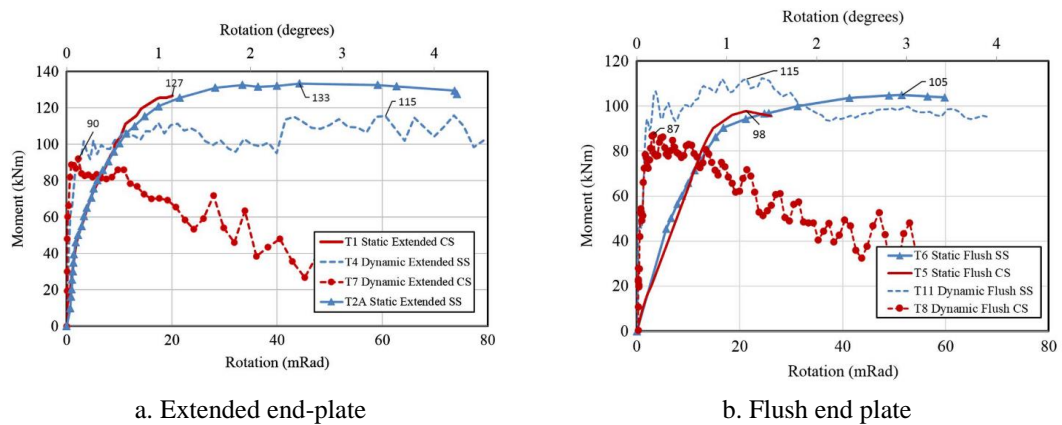 Rotation (degrees)
0 1 2 3 4
140
120
100
80
60
40
20
0
Moment (kNm)
127
133
115
90
T1 Static Extended CS
T4 Dynamic Extended SS
T7 Dynamic Extended CS
T2A Static Extended SS
0 20 40 60 80
Rotation (mRad)
a. Extended end-plate
Rotation (degrees)
0 1 2 3 4
120
100
80
60
40
20
0
Moment (kNm)
115
105
87
98
T6 Static Flush SS
T5 Static Flush CS
T11 Dynamic Flush SS
T8 Dynamic Flush CS
0 20 40 60 80
Rotation (mRad)
b. Flush end plate